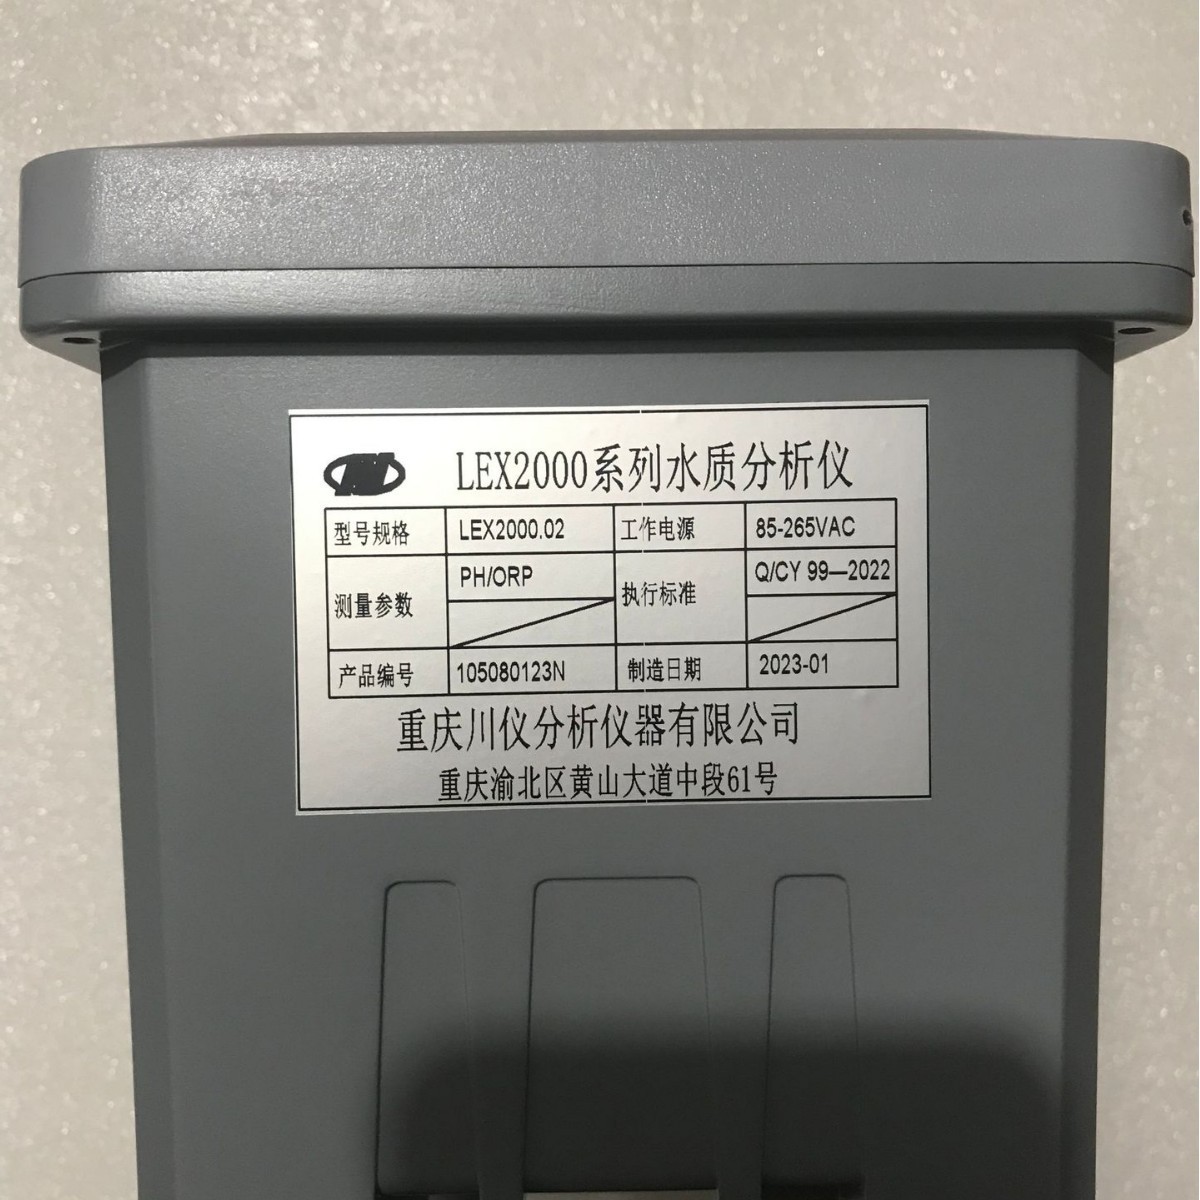 LEX2000系列水质分析仪
型号规格 LEX2000.02 工作电源 85-265VAC
测量参数 PH/ORP 执行标准 Q/CY 99—2022
产品编号 105080123N 制造日期 2023-01
重庆川仪分析仪器有限公司
重庆渝北区黄山大道中段61号